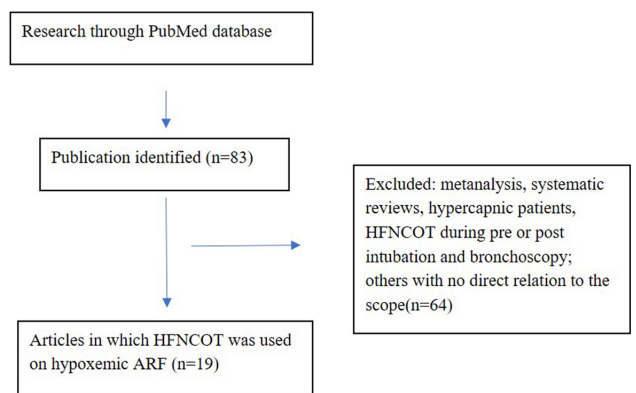 Research through PubMed database
Publication identified (n=83)
Excluded: metanalysis, systematic
reviews, hypercapnic patients,
HFNCOT during pre or post
intubation and bronchoscopy;
others with no direct relation to the
scope(n=64)
Articles in which HFNCOT was used
on hypoxemic ARF (n=19)